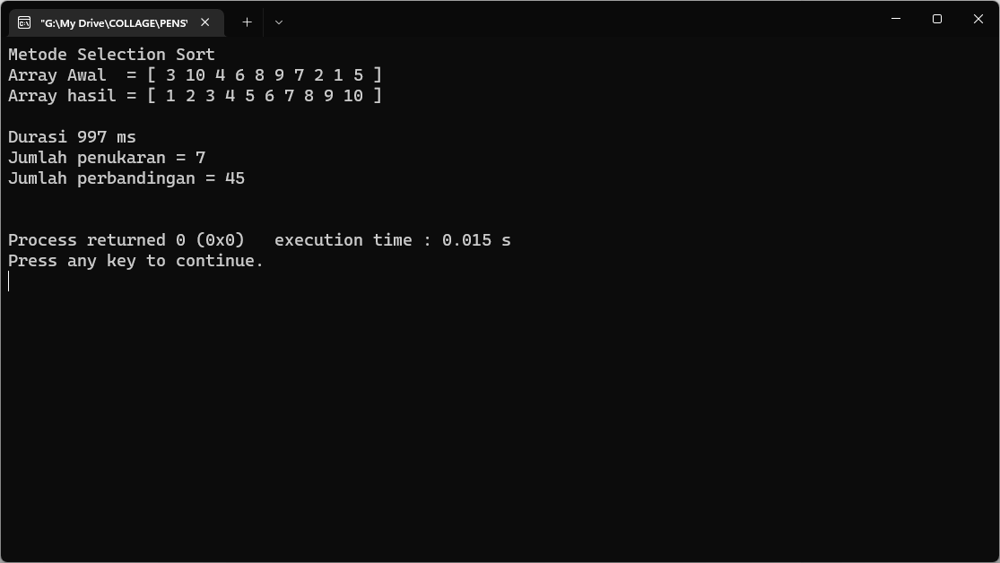 "G:\My Drive\COLLAGE\PENS'
Metode Selection Sort
Array Awal  = [ 3 10 4 6 8 9 7 2 1 5 ]
Array hasil = [ 1 2 3 4 5 6 7 8 9 10 ]
Durasi 997 ms
Jumlah penukaran = 7
Jumlah perbandingan = 45
Process returned 0 (0x0)   execution time : 0.015 s
Press any key to continue.